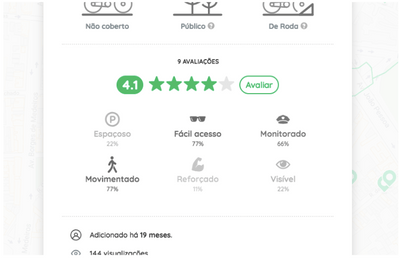 Não coberto
Público ?
De Roda ?
9 AVALIAÇÕES
4.1
Avaliar
P
Espaçoso
22%
Fácil acesso
77%
Monitorado
66%
Movimentado
77%
Reforçado
11%
Visível
22%
Adicionado há 19 meses.
144 visualizações